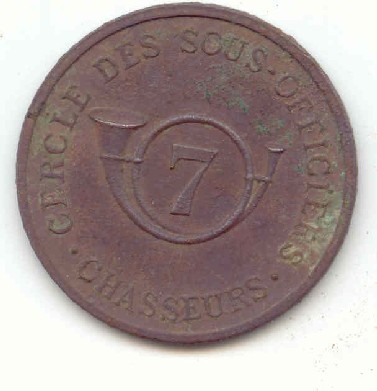 · CERCLE DES SOUS-OFFICIERS ·
7
CHASSEURS